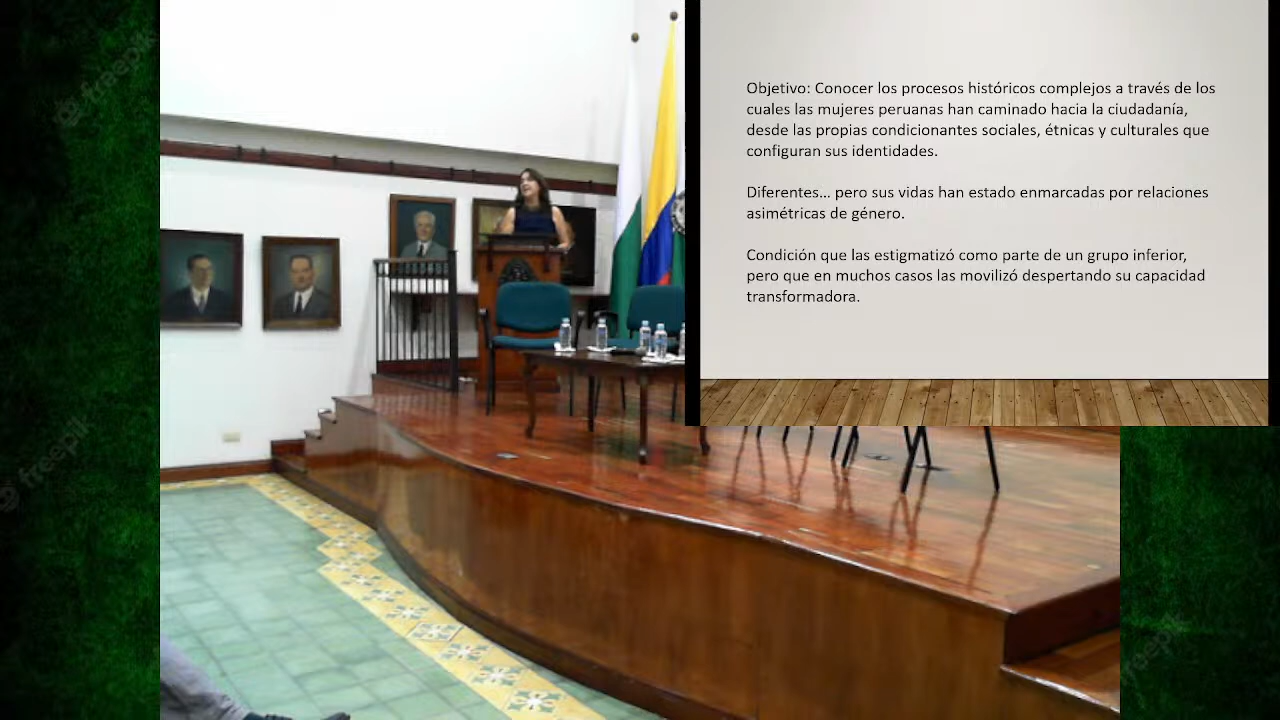 Objetivo: Conocer los procesos históricos complejos a través de los
cuales las mujeres peruanas han caminado hacia la ciudadanía,
desde las propias condicionantes sociales, étnicas y culturales que
configuran sus identidades.
Diferentes... pero sus vidas han estado enmarcadas por relaciones
asimétricas de género.
Condición que las estigmatizó como parte de un grupo inferior,
pero que en muchos casos las movilizó despertando su capacidad
transformadora.
freepik
freepik
freepik